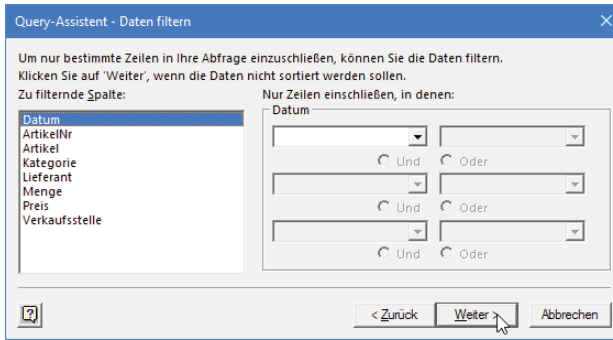 Query-Assistent - Daten filtern
Um nur bestimmte Zeilen in Ihre Abfrage einzuschließen, können Sie die Daten filtern.
Klicken Sie auf 'Weiter', wenn die Daten nicht sortiert werden sollen.
Zu filternde Spalte:
Nur Zeilen einschließen, in denen:
Datum
ArtikelNr
Artikel
Kategorie
Lieferant
Menge
Preis
Verkaufsstelle
Datum
Und Oder
Und Oder
Und Oder
< Zurück
Weiter >
Abbrechen